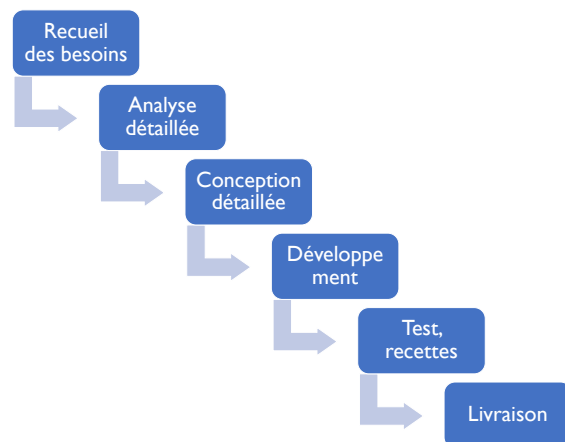 Recueil
des besoins
Analyse
détaillée
Conception
détaillée
Développe
ment
Test,
recettes
Livraison